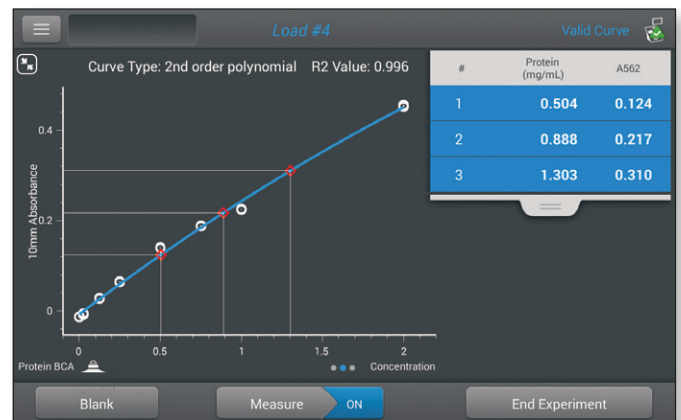 Load #4
Valid Curve
Curve Type: 2nd order polynomial R2 Value: 0.996
# Protein (mg/mL) A562
1 0.504 0.124
2 0.888 0.217
3 1.303 0.310
10mm Absorbance
0.4
0.2
0
0 0.5 1 1.5 2
Protein BCA Concentration
Blank Measure ON End Experiment